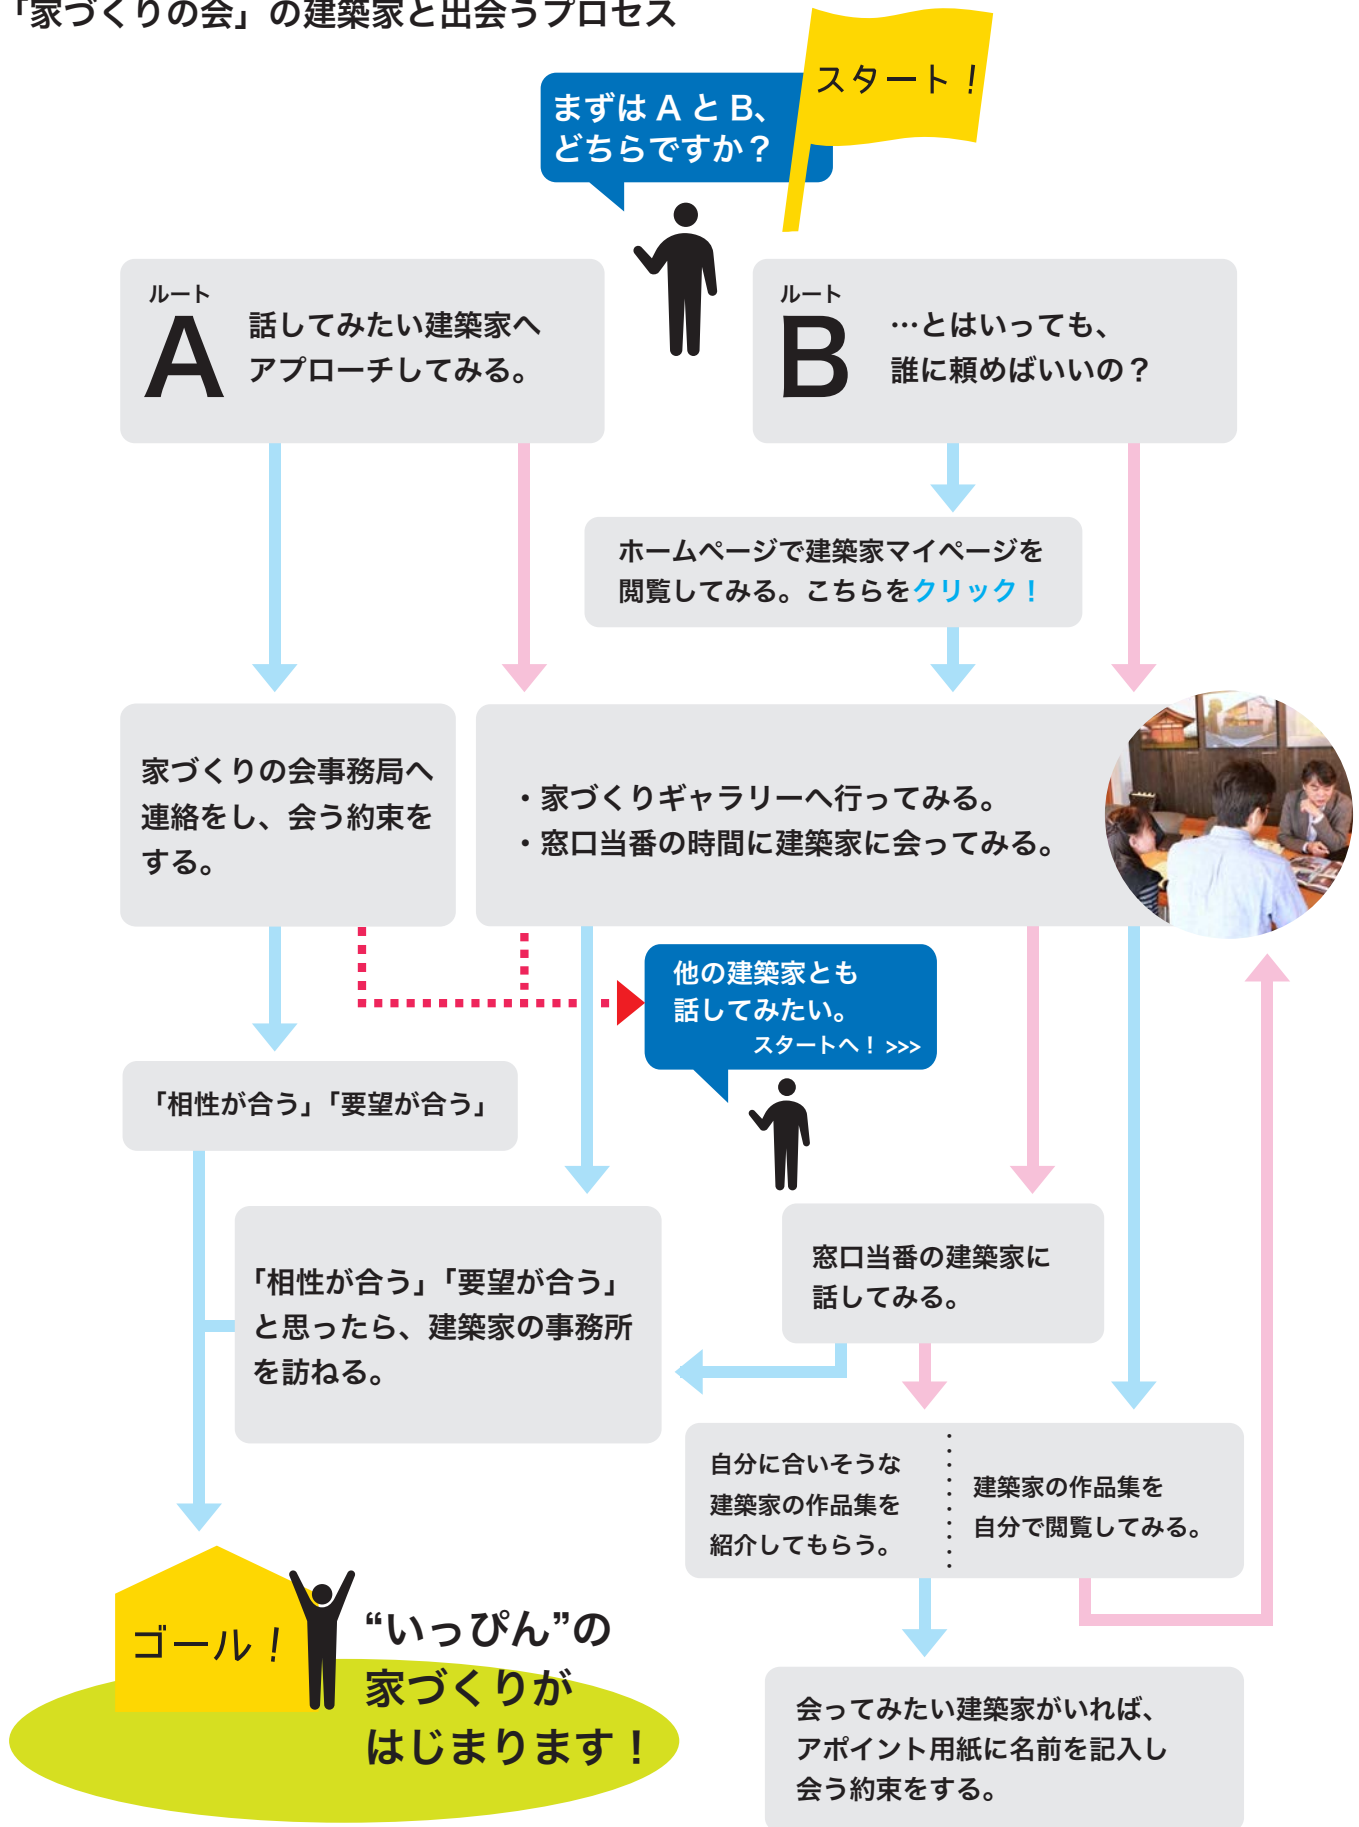 「家づくりの会」の建築家と出会うプロセス
スタート！
まずは A と B、
どちらですか？
ルート
A
話してみたい建築家へ
アプローチしてみる。
ルート
B
…とはいっても、
誰に頼めばいいの？
ホームページで建築家マイページを
閲覧してみる。こちらをクリック！
家づくりの会事務局へ
連絡をし、会う約束を
する。
・家づくりギャラリーへ行ってみる。
・窓口当番の時間に建築家に会ってみる。
他の建築家とも
話してみたい。
スタートへ！>>>
「相性が合う」「要望が合う」
「相性が合う」「要望が合う」
と思ったら、建築家の事務所
を訪ねる。
窓口当番の建築家に
話してみる。
自分に合いそうな
建築家の作品集を
紹介してもらう。
建築家の作品集を
自分で閲覧してみる。
ゴール！
“いっぴん”の
家づくりが
はじまります！
会ってみたい建築家がいれば、
アポイント用紙に名前を記入し
会う約束をする。